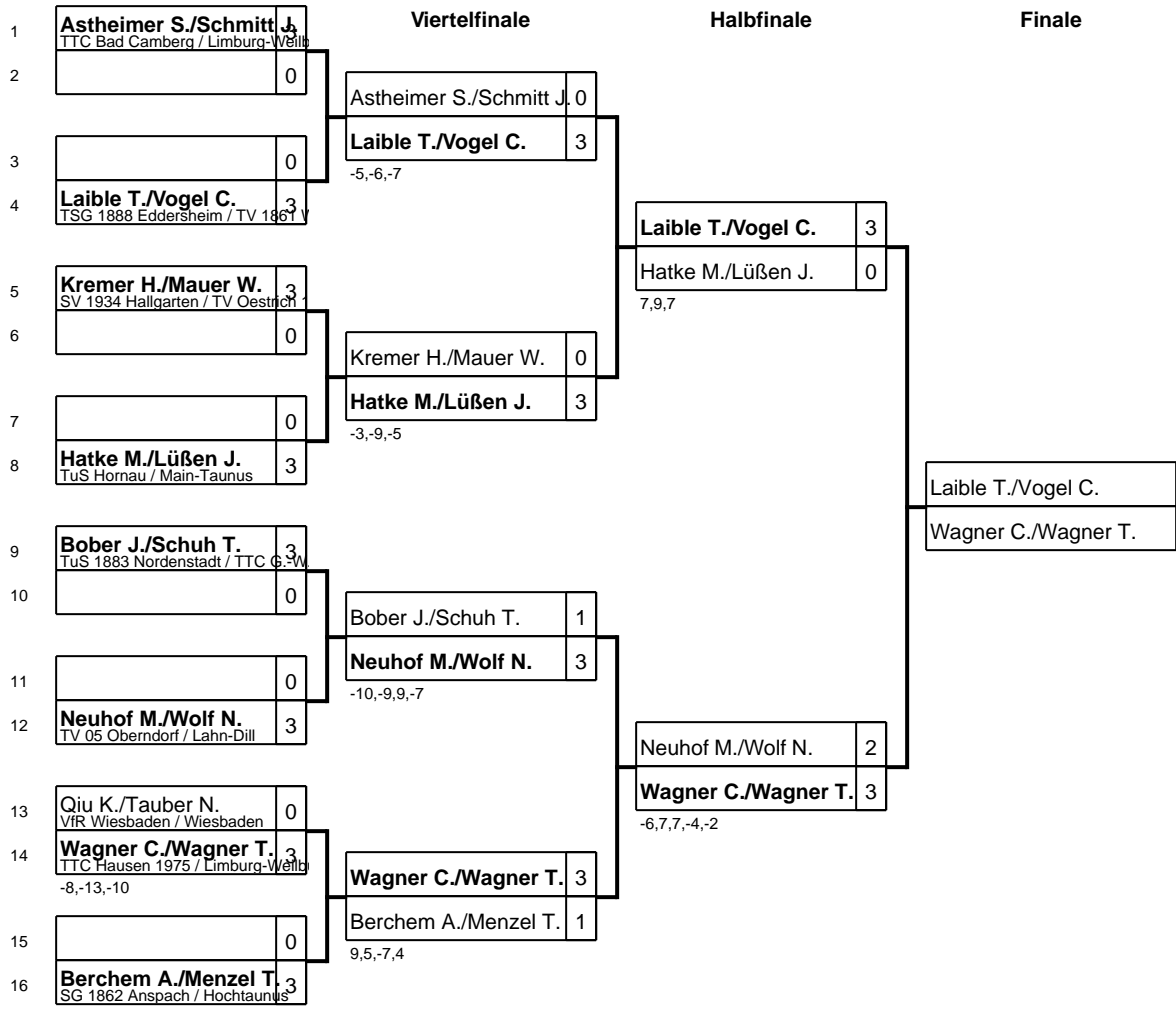 Viertelfinale
Halbfinale
Finale
1
Astheimer S./Schmitt J.
3
TTC Bad Camberg / Limburg-Weilb
2
0
3
0
4
Laible T./Vogel C.
3
TSG 1888 Eddersheim / TV 1861 W
5
Kremer H./Mauer W.
3
SV 1934 Hallgarten / TV Oestrich 1
6
0
7
0
8
Hatke M./Lüßen J.
3
TuS Hornau / Main-Taunus
9
Bober J./Schuh T.
3
TuS 1883 Nordenstadt / TTC G.-W.
10
0
11
0
12
Neuhof M./Wolf N.
3
TV 05 Oberndorf / Lahn-Dill
13
Qiu K./Tauber N.
0
VfR Wiesbaden / Wiesbaden
14
Wagner C./Wagner T.
3
TTC Hausen 1975 / Limburg-Weilbu
-8,-13,-10
15
0
16
Berchem A./Menzel T.
3
SG 1862 Anspach / Hochtaunus
Astheimer S./Schmitt J. 0
Laible T./Vogel C. 3
-5,-6,-7
Kremer H./Mauer W. 0
Hatke M./Lüßen J. 3
-3,-9,-5
Bober J./Schuh T. 1
Neuhof M./Wolf N. 3
-10,-9,9,-7
Wagner C./Wagner T. 3
Berchem A./Menzel T. 1
9,5,-7,4
Laible T./Vogel C. 3
Hatke M./Lüßen J. 0
7,9,7
Neuhof M./Wolf N. 2
Wagner C./Wagner T. 3
-6,7,7,-4,-2
Laible T./Vogel C.
Wagner C./Wagner T.